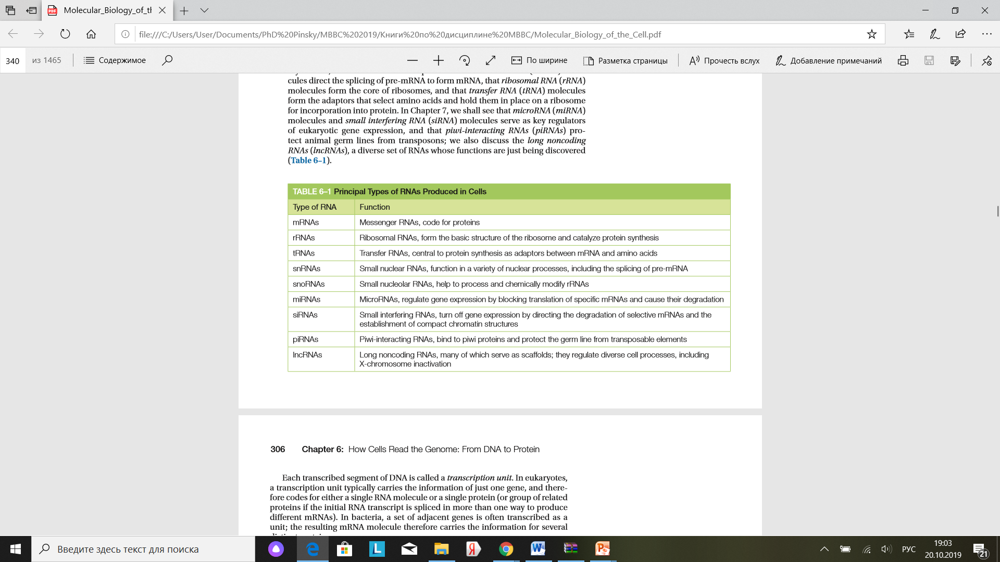 Molecular_Biology_of_tl
file:///C:/Users/User/Documents/PhD%20Pinsky/MBBC%202019/Книги%20по%20дисциплине%20MBBC/Molecular_Biology_of_the_Cell.pdf
340 из 1465 Содержимое По ширине Разметка страницы Прочесть вслух Добавление примечаний
cules direct the splicing of pre-mRNA to form mRNA, that ribosomal RNA (rRNA)
molecules form the core of ribosomes, and that transfer RNA (tRNA) molecules
form the adaptors that select amino acids and hold them in place on a ribosome
for incorporation into protein. In Chapter 7, we shall see that microRNA (miRNA)
molecules and small interfering RNA (siRNA) molecules serve as key regulators
of eukaryotic gene expression, and that piwi-interacting RNAs (piRNAs) pro-
tect animal germ lines from transposons; we also discuss the long noncoding
RNAs (lncRNAs), a diverse set of RNAs whose functions are just being discovered
(Table 6–1).
TABLE 6–1 Principal Types of RNAs Produced in Cells
Type of RNA Function
mRNAs Messenger RNAs, code for proteins
rRNAs Ribosomal RNAs, form the basic structure of the ribosome and catalyze protein synthesis
tRNAs Transfer RNAs, central to protein synthesis as adaptors between mRNA and amino acids
snRNAs Small nuclear RNAs, function in a variety of nuclear processes, including the splicing of pre-mRNA
snoRNAs Small nucleolar RNAs, help to process and chemically modify rRNAs
miRNAs MicroRNAs, regulate gene expression by blocking translation of specific mRNAs and cause their degradation
siRNAs Small interfering RNAs, turn off gene expression by directing the degradation of selective mRNAs and the
establishment of compact chromatin structures
piRNAs Piwi-interacting RNAs, bind to piwi proteins and protect the germ line from transposable elements
lncRNAs Long noncoding RNAs, many of which serve as scaffolds; they regulate diverse cell processes, including
X-chromosome inactivation
306 Chapter 6: How Cells Read the Genome: From DNA to Protein
Each transcribed segment of DNA is called a transcription unit. In eukaryotes,
a transcription unit typically carries the information of just one gene, and there-
fore codes for either a single RNA molecule or a single protein (or group of related
proteins if the initial RNA transcript is spliced in more than one way to produce
different mRNAs). In bacteria, a set of adjacent genes is often transcribed as a
unit; the resulting mRNA molecule therefore carries the information for several
Введите здесь текст для поиска
РУС
19:03
20.10.2019
21